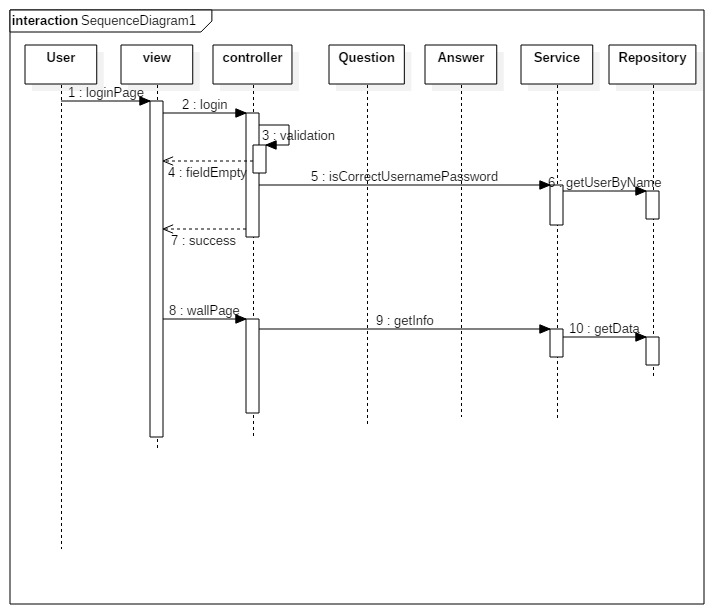 interaction SequenceDiagram1
User view controller Question Answer Service Repository
1 : loginPage
2 : login
3 : validation
4 : fieldEmpty
5 : isCorrectUsernamePassword
6 : getUserByName
7 : success
8 : wallPage
9 : getInfo
10 : getData